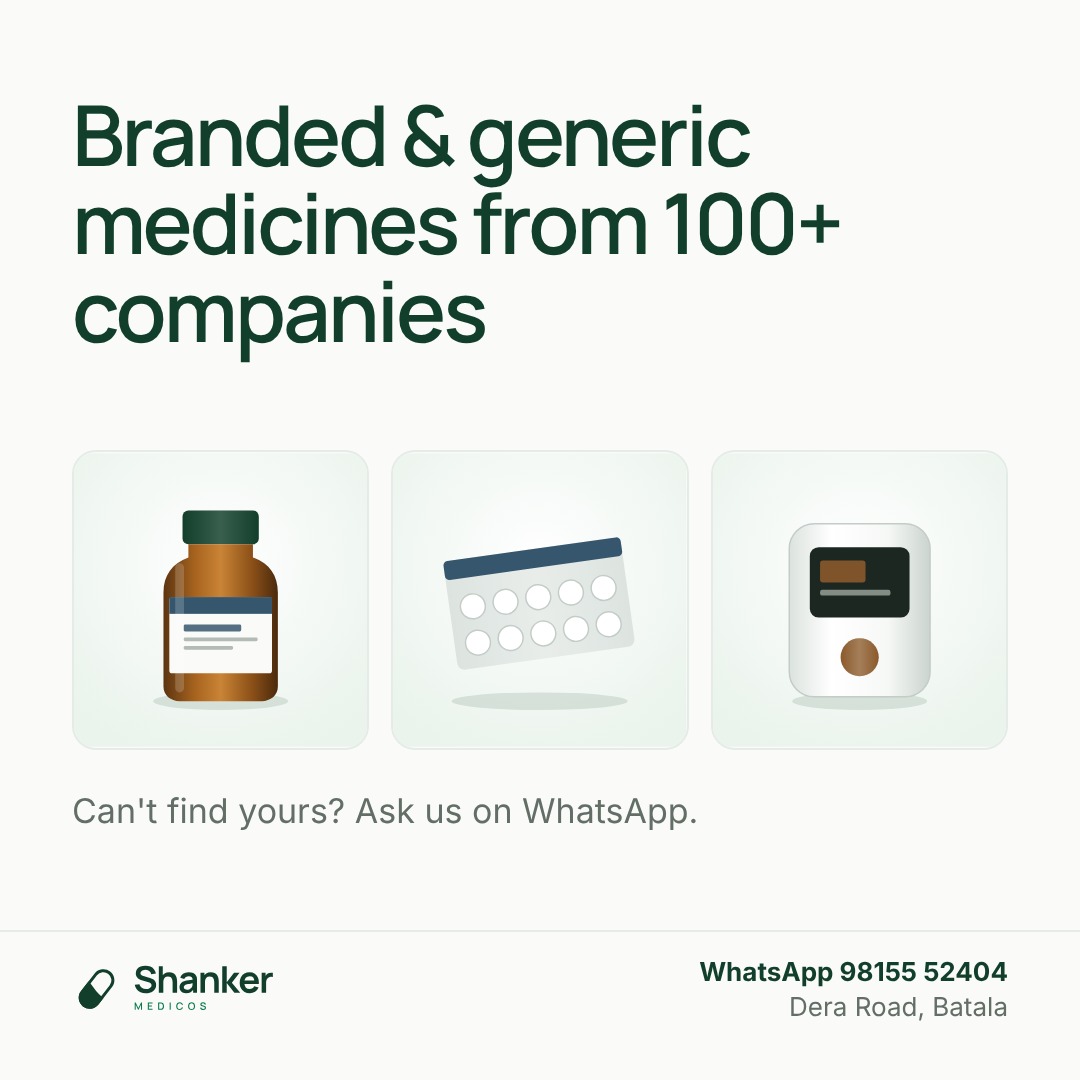 Branded & generic
medicines from 100+
companies
Can't find yours? Ask us on WhatsApp.
Shanker
MEDICOS
WhatsApp 98155 52404
Dera Road, Batala